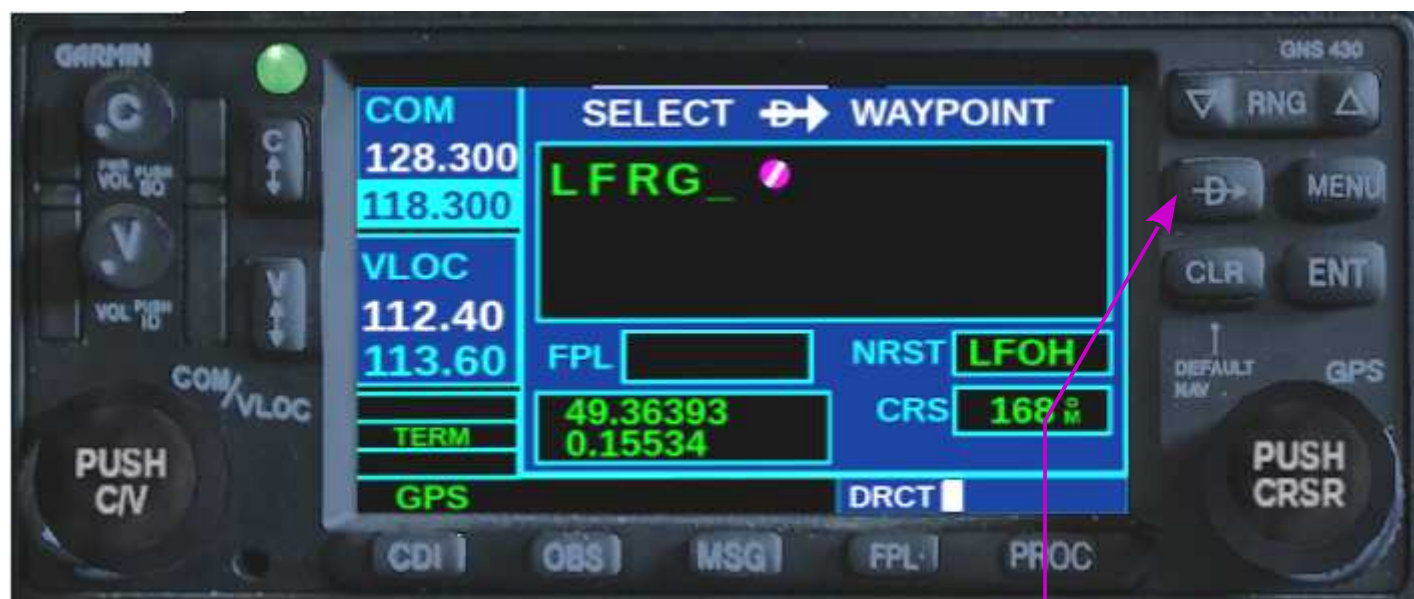 GARMIN
GNS 430
C
PWR PUSH
VOL SQ
C
V
VOL PUSH
ID
V
COM/VLOC
PUSH
C/V
COM
128.300
118.300
VLOC
112.40
113.60
TERM
GPS
SELECT D WAYPOINT
LFRG_
FPL
NRST LFOH
49.36393
0.15534
CRS 168°M
DRCT
RNG
D
MENU
CLR
ENT
DEFAULT
NAV
GPS
PUSH
CRSR
CDI
OBS
MSG
FPL
PROC